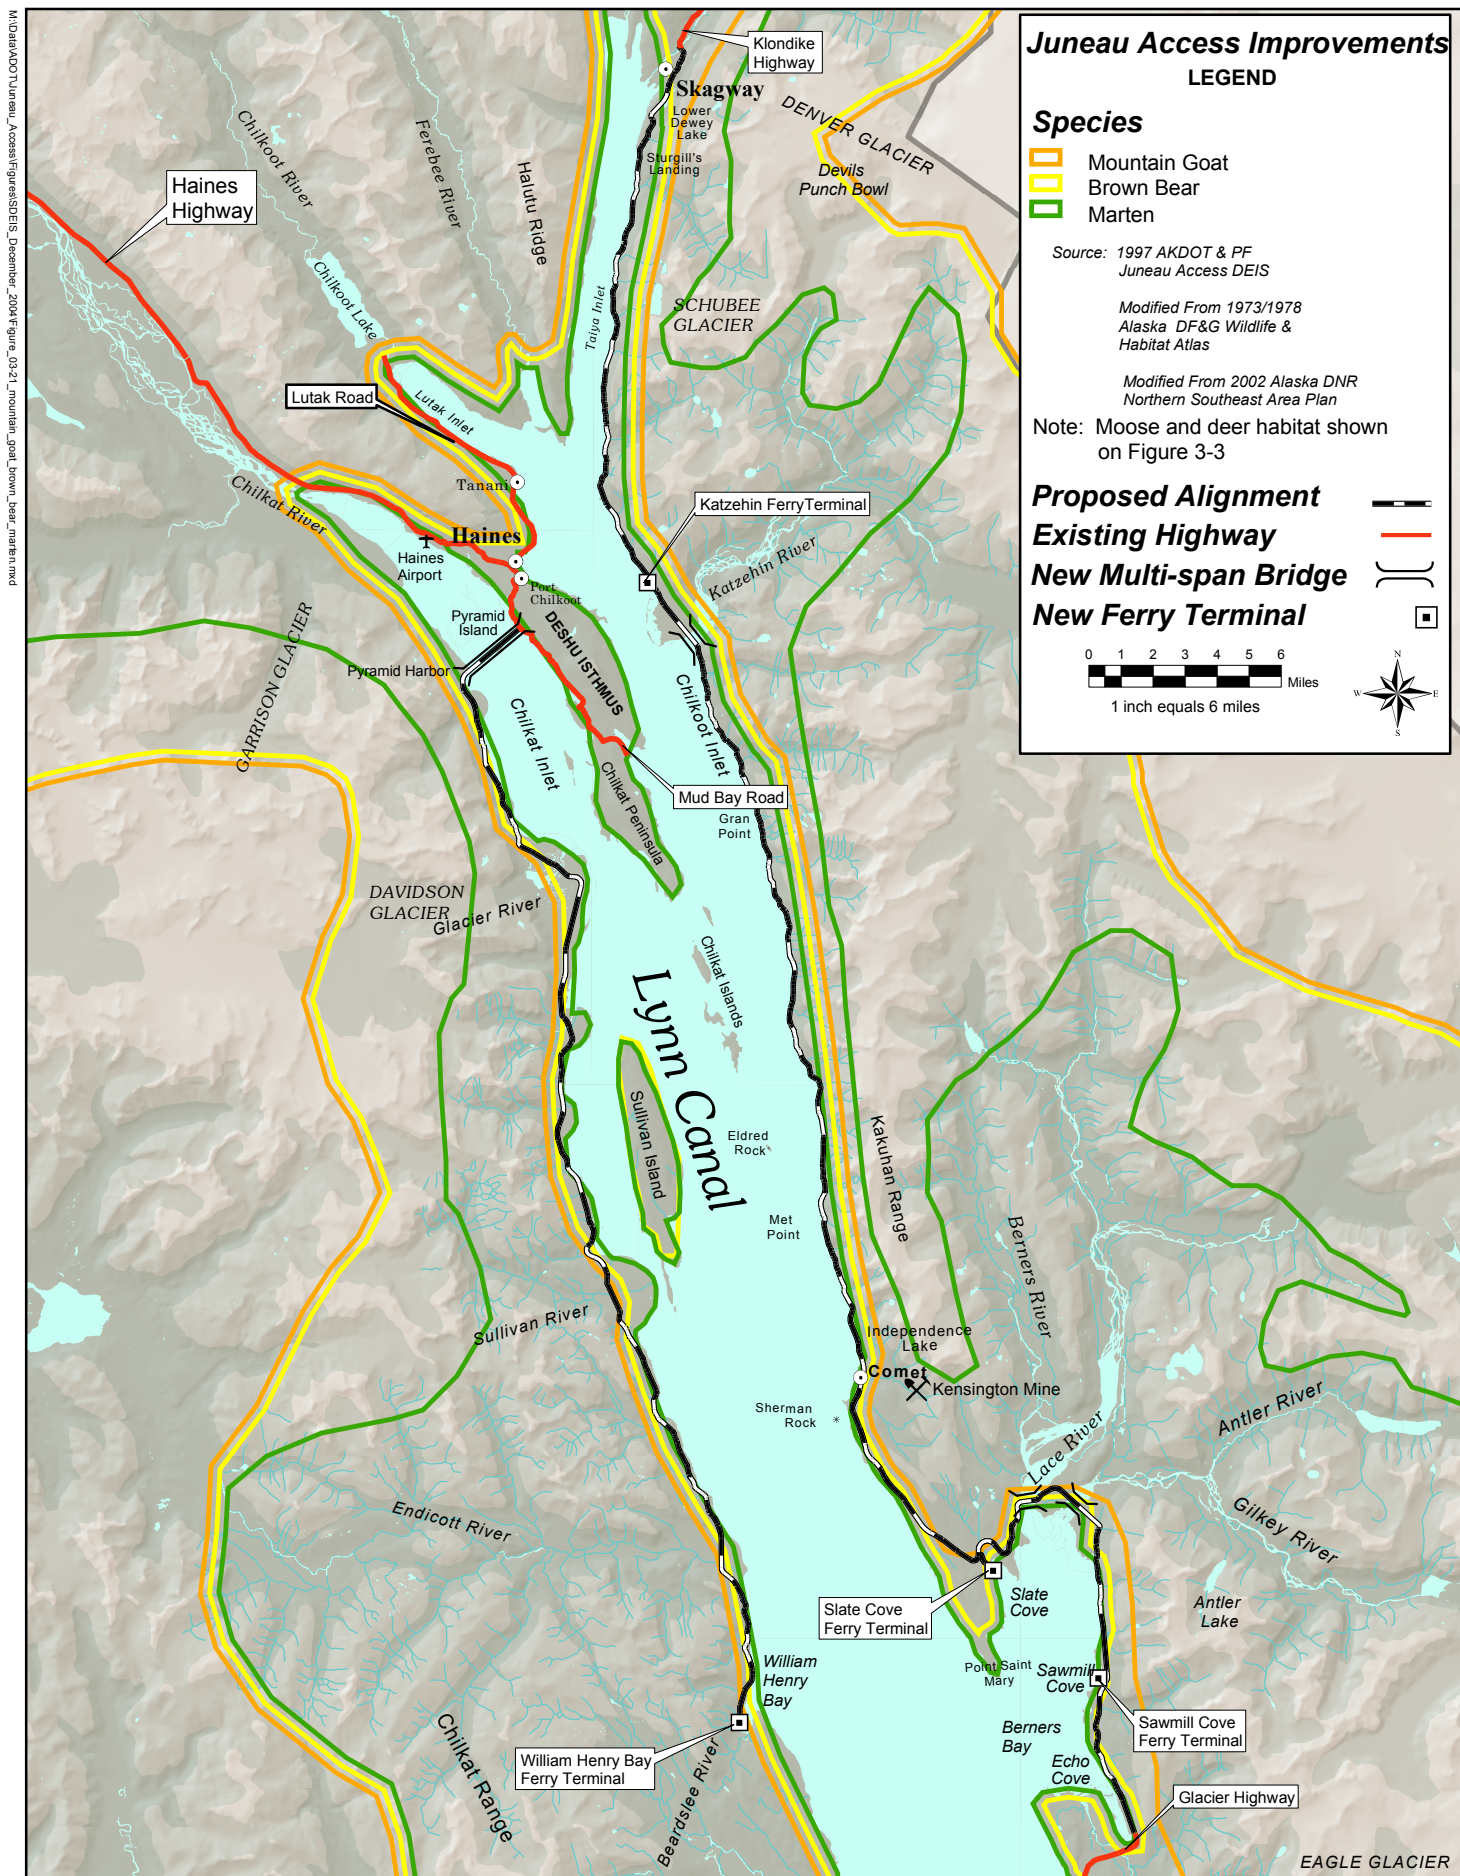 M:\Data\ADOT\Juneau_Access\Figures\SDEIS_December_2004\Figure_03-21_mountain_goat_brown_bear_marten.mxd
Juneau Access Improvements
LEGEND
Species
Mountain Goat
Brown Bear
Marten
Source: 1997 AKDOT & PF
Juneau Access DEIS
Modified From 1973/1978
Alaska DF&G Wildlife &
Habitat Atlas
Modified From 2002 Alaska DNR
Northern Southeast Area Plan
Note: Moose and deer habitat shown
on Figure 3-3
Proposed Alignment
Existing Highway
New Multi-span Bridge
New Ferry Terminal
0 1 2 3 4 5 6
Miles
1 inch equals 6 miles
N
W E
S
Klondike
Highway
Skagway
Lower
Dewey
Lake
Sturgill's
Landing
DENVER GLACIER
Devils
Punch Bowl
Haines
Highway
Chilkoot River
Ferebee River
Halutu Ridge
Chilkoot Lake
Taiya Inlet
SCHUBEE
GLACIER
Lutak Road
Lutak Inlet
Tanani
Chilkat River
Haines
Haines
Airport
Port
Chilkoot
Katzehin FerryTerminal
Katzehin River
Pyramid
Island
DESHU ISTHMUS
Pyramid Harbor
GARRISON GLACIER
Chilkat Inlet
Chilkoot Inlet
Mud Bay Road
Chilkat Peninsula
Gran
Point
DAVIDSON
GLACIER
Glacier River
Chilkat Islands
Lynn Canal
Sullivan Island
Eldred
Rock
Kakuhan Range
Met
Point
Berners River
Sullivan River
Independence
Lake
Comet
Kensington Mine
Sherman
Rock
Antler River
Lace River
Endicott River
Gilkey River
Slate Cove
Ferry Terminal
Slate
Cove
Antler
Lake
Point Saint
Mary
Sawmill
Cove
William
Henry
Bay
Sawmill Cove
Ferry Terminal
Berners
Bay
Echo
Cove
William Henry Bay
Ferry Terminal
Chilkat Range
Beardslee River
Glacier Highway
EAGLE GLACIER